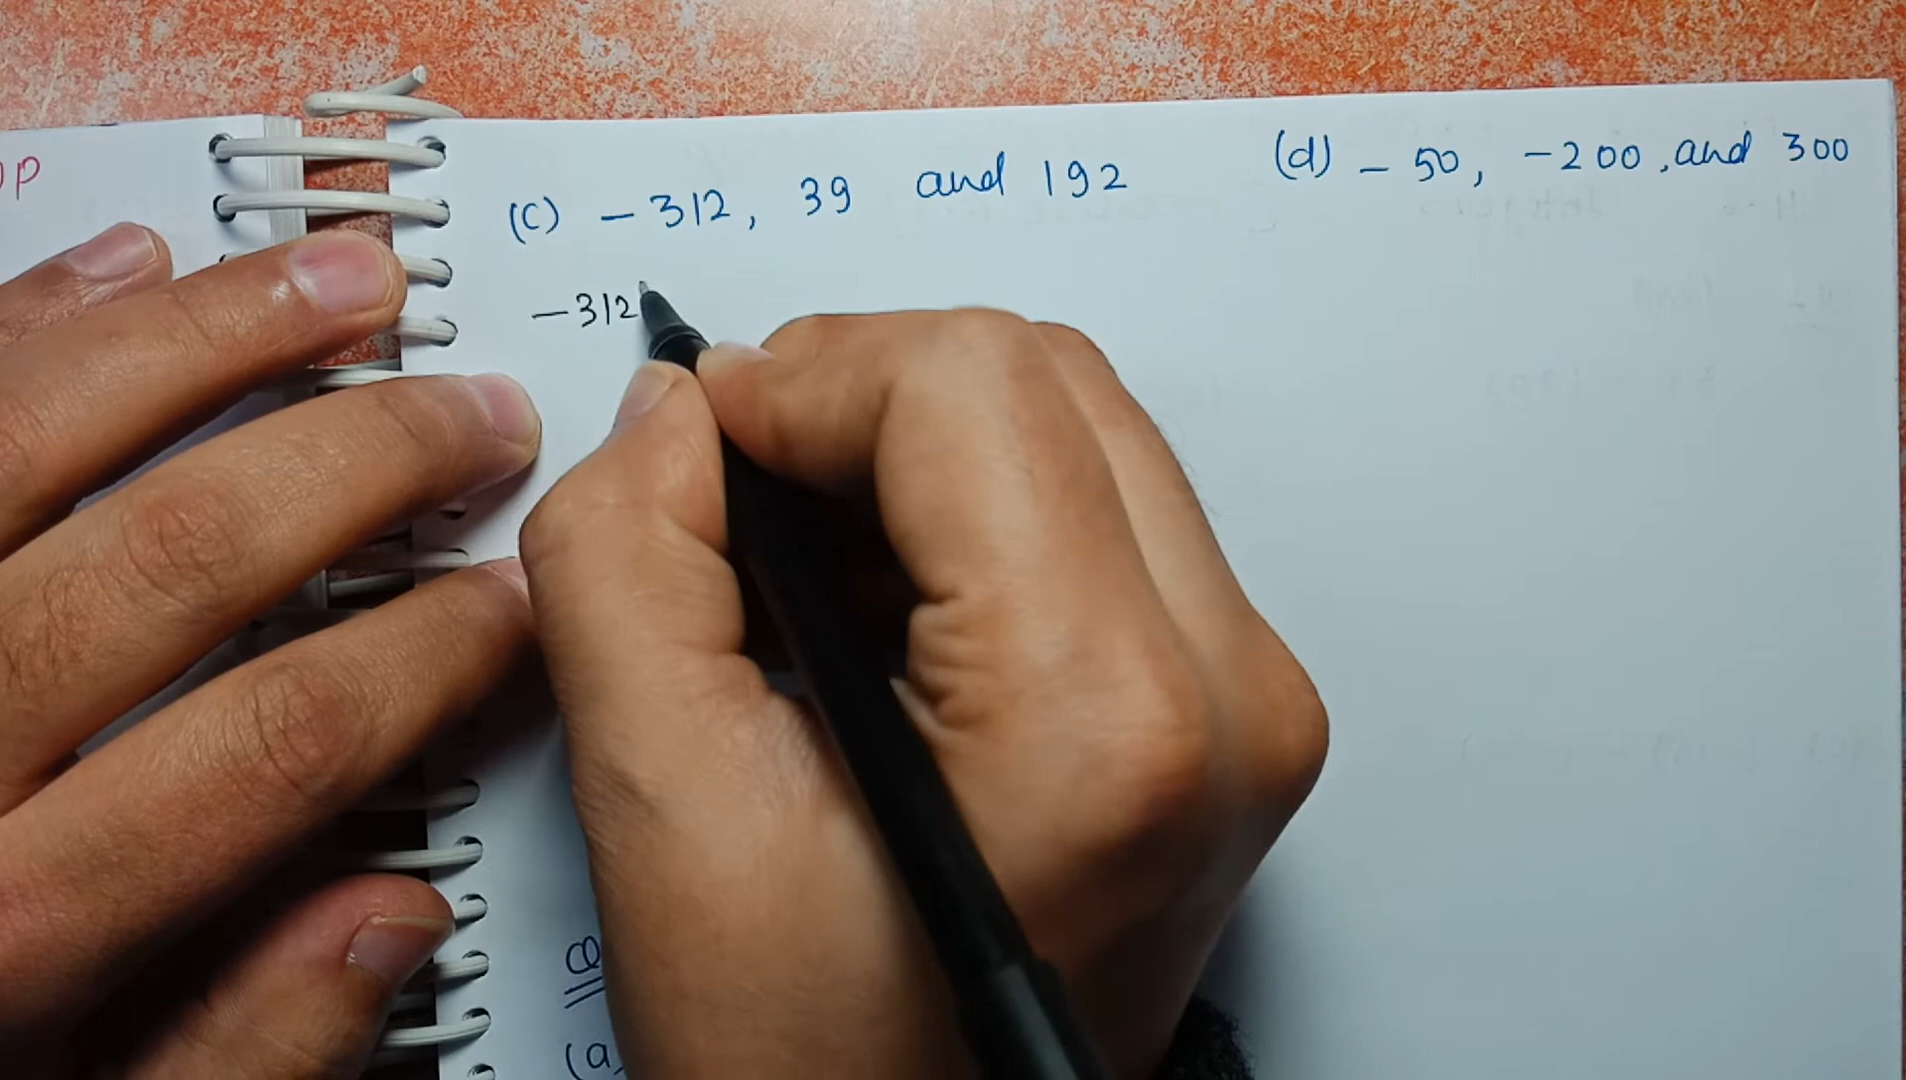 (C) - 312, 39 and 192
(d) - 50, -200, and 300
- 312
(a)